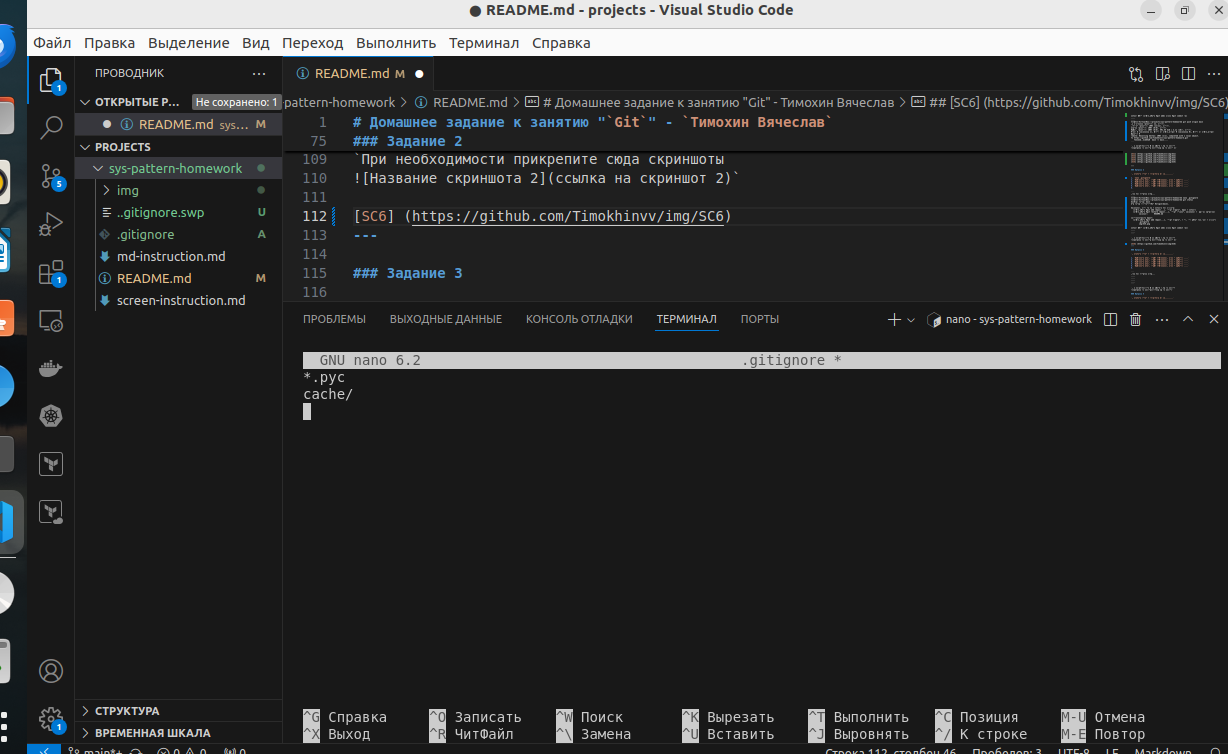 ● README.md - projects - Visual Studio Code
Файл Правка Выделение Вид Переход Выполнить Терминал Справка
ПРОВОДНИК ···
README.md M ●
ОТКРЫТЫЕ Р... Не сохранено: 1
pattern-homework > README.md > # Домашнее задание к занятию "Git" - Тимохин Вячеслав > ## [SC6] (https://github.com/Timokhinvv/img/SC6)
● README.md sys... M
PROJECTS
sys-pattern-homework
img
..gitignore.swp U
.gitignore A
md-instruction.md
README.md M
screen-instruction.md
1 # Домашнее задание к занятию "`Git`" - `Тимохин Вячеслав`
75 ### Задание 2
109 `При необходимости прикрепите сюда скриншоты
110 ![Название скриншота 2](ссылка на скриншот 2)`
111
112 [SC6] (https://github.com/Timokhinvv/img/SC6)
113 ---
114
115 ### Задание 3
116
ПРОБЛЕМЫ ВЫХОДНЫЕ ДАННЫЕ КОНСОЛЬ ОТЛАДКИ ТЕРМИНАЛ ПОРТЫ
nano - sys-pattern-homework
GNU nano 6.2 .gitignore *
*.pyc
cache/
^G Справка ^O Записать ^W Поиск ^K Вырезать ^T Выполнить ^C Позиция M-U Отмена
^X Выход ^R ЧитФайл ^\ Замена ^U Вставить ^J Выровнять ^/ К строке M-E Повтор
СТРУКТУРА
ВРЕМЕННАЯ ШКАЛА
1
5
1
1
main*+ 0 0 0 Строка 112, столбец 46 Пробелов: 3 UTF-8 LF Markdown